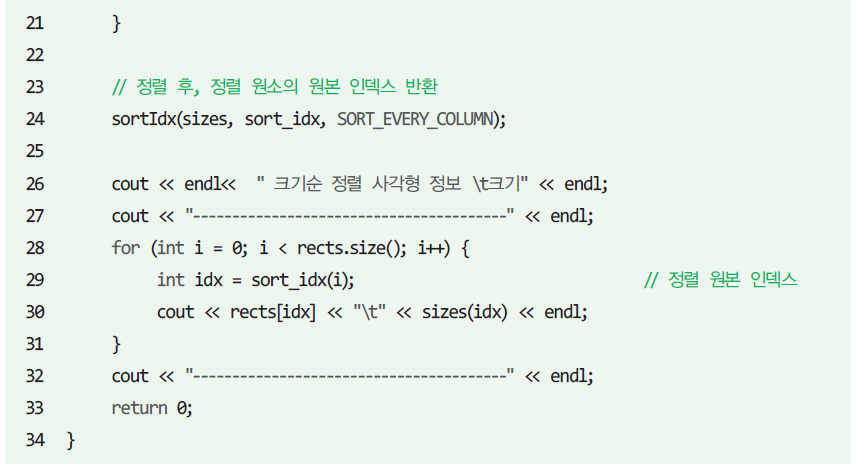 21 }
22
23 // 정렬 후, 정렬 원소의 원본 인덱스 반환
24 sortIdx(sizes, sort_idx, SORT_EVERY_COLUMN);
25
26 cout << endl<<  " 크기순 정렬 사각형 정보 \t크기" << endl;
27 cout << "----------------------------------------" << endl;
28 for (int i = 0; i < rects.size(); i++) {
29 int idx = sort_idx(i); // 정렬 원본 인덱스
30 cout << rects[idx] << "\t" << sizes(idx) << endl;
31 }
32 cout << "----------------------------------------" << endl;
33 return 0;
34 }